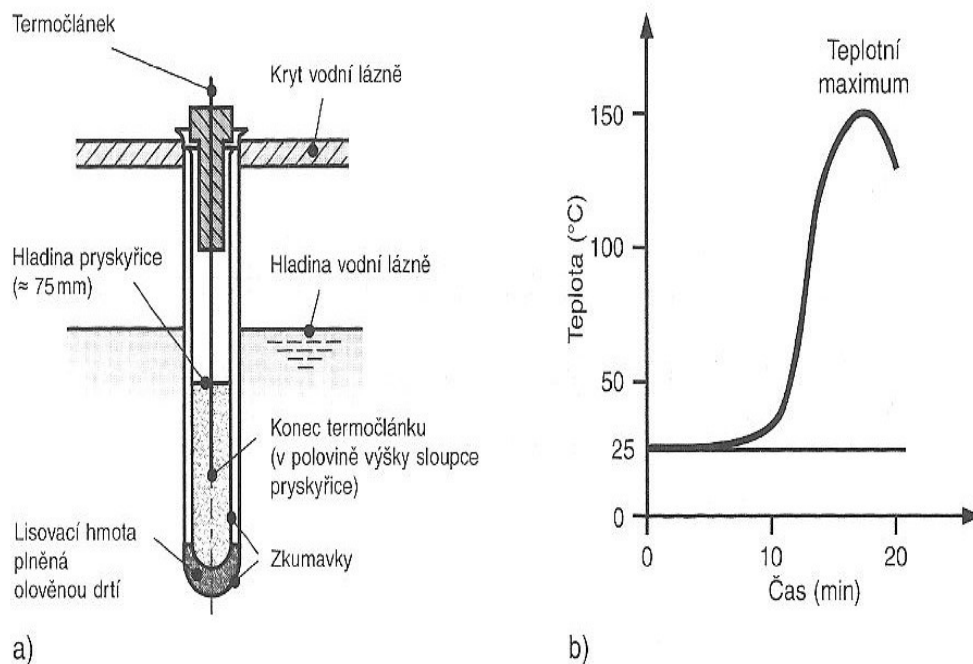 Termočlánek
Kryt vodní lázně
Hladina pryskyřice
(≈ 75 mm)
Hladina vodní lázně
Konec termočlánku
(v polovině výšky sloupce
pryskyřice)
Lisovací hmota
plněná
olověnou drtí
Zkumavky
a)
Teplotní
maximum
Teplota (°C)
150
100
50
25
0
0
10
20
Čas (min)
b)